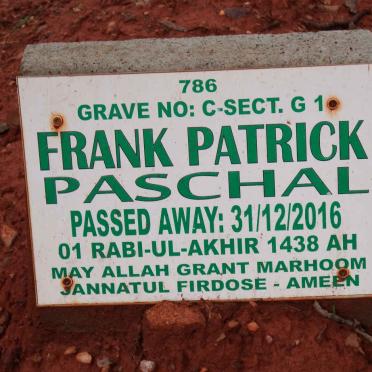 786
GRAVE NO: C-SECT. G 1
FRANK PATRICK
PASCHAL
PASSED AWAY: 31/12/2016
01 RABI-UL-AKHIR 1438 AH
MAY ALLAH GRANT MARHOOM
JANNATUL FIRDOSE - AMEEN